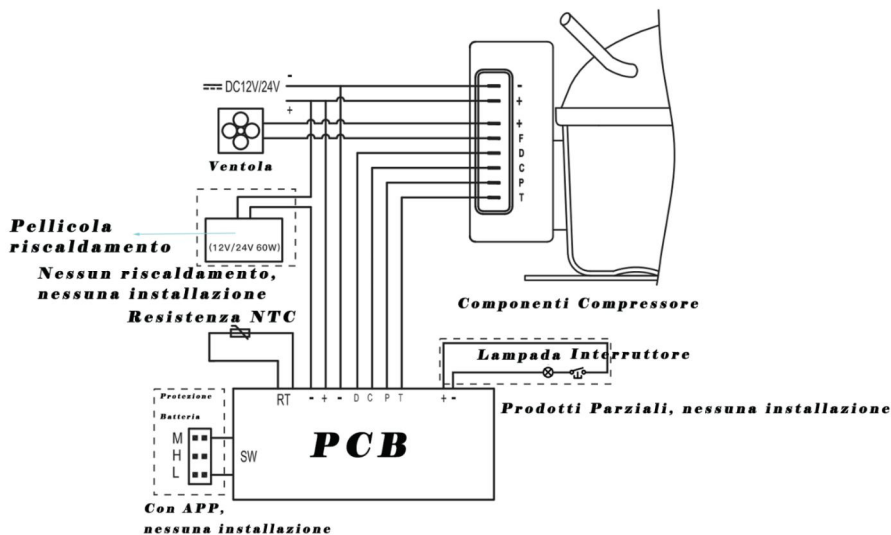 -
DC12V/24V
+
-
+
+
F
D
C
P
T
Ventola
Pellicola
riscaldamento
(12V/24V 60W)
Nessun riscaldamento,
nessuna installazione
Resistenza NTC
Componenti Compressore
Lampada Interruttore
Prodotti Parziali, nessuna installazione
RT - + - D C P T + -
Protezione
Batteria
M
H
L
SW
PCB
Con APP,
nessuna installazione